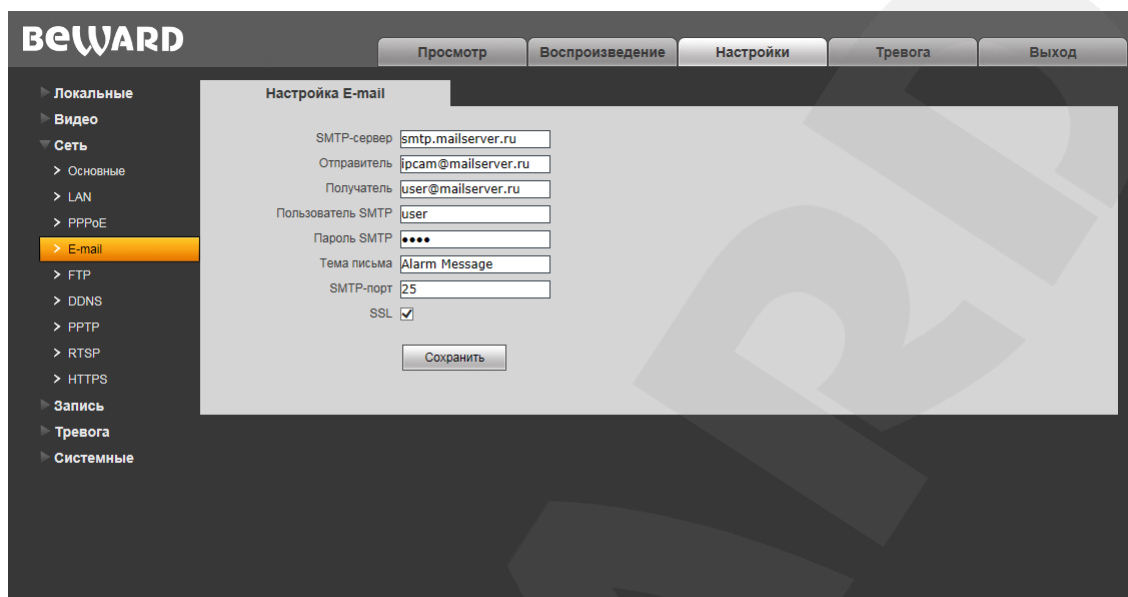 BEWARD
Просмотр Воспроизведение Настройки Тревога Выход
Локальные
Видео
Сеть
Основные
LAN
PPPoE
E-mail
FTP
DDNS
PPTP
RTSP
HTTPS
Запись
Тревога
Системные
Настройка E-mail
SMTP-сервер smtp.mailserver.ru
Отправитель ipcam@mailserver.ru
Получатель user@mailserver.ru
Пользователь SMTP user
Пароль SMTP ••••
Тема письма Alarm Message
SMTP-порт 25
SSL
Сохранить